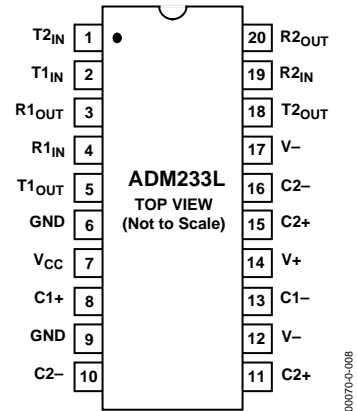 T2IN 1 20 R2OUT
T1IN 2 19 R2IN
R1OUT 3 18 T2OUT
R1IN 4 17 V–
T1OUT 5 ADM233L 16 C2–
TOP VIEW
GND 6 (Not to Scale) 15 C2+
VCC 7 14 V+
C1+ 8 13 C1–
GND 9 12 V–
C2– 10 11 C2+
00070-0-008